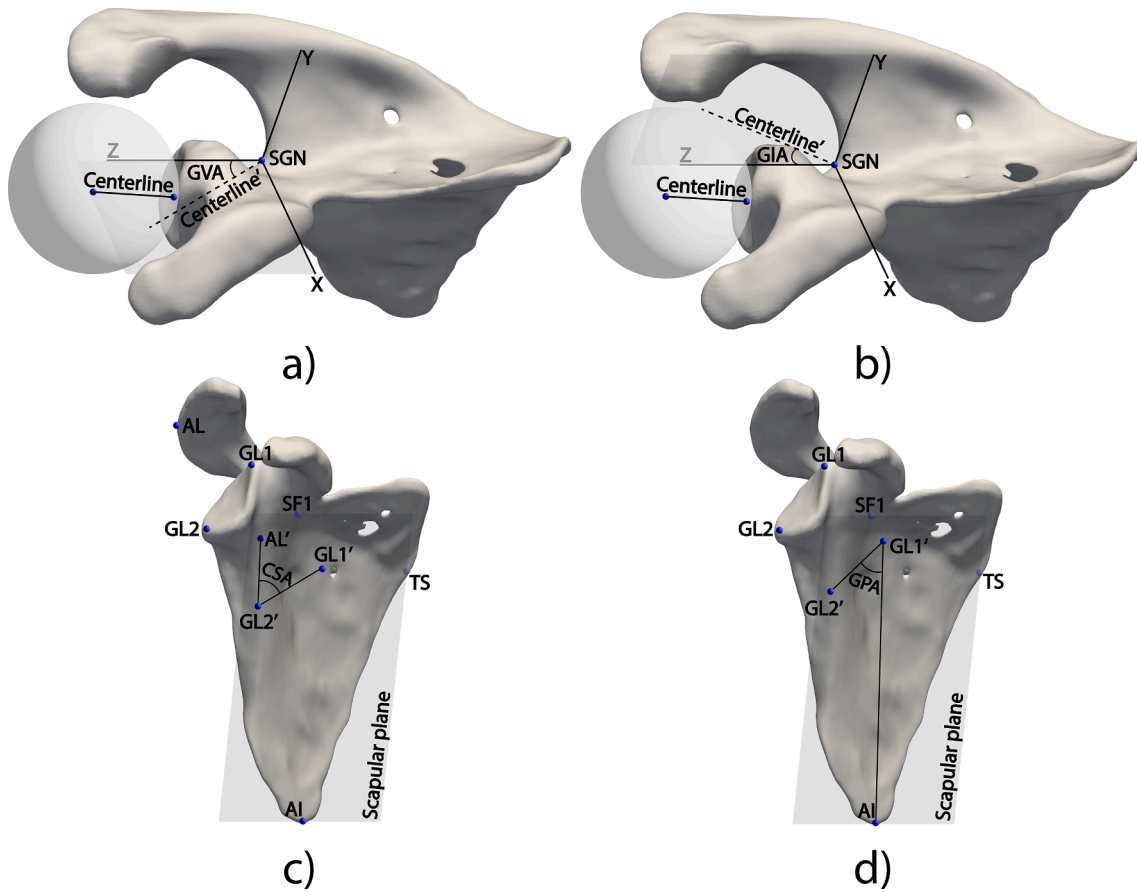 Y
Z
SGN
GVA
Centerline
Centerline'
X
a)
Y
Centerline'
Z
GIA
SGN
Centerline
X
b)
AL
GL1
SF1
GL2
AL'
GL1'
CSA
TS
GL2'
Scapular plane
AI
c)
GL1
SF1
GL2
GL1'
GPA
TS
GL2'
Scapular plane
AI
d)